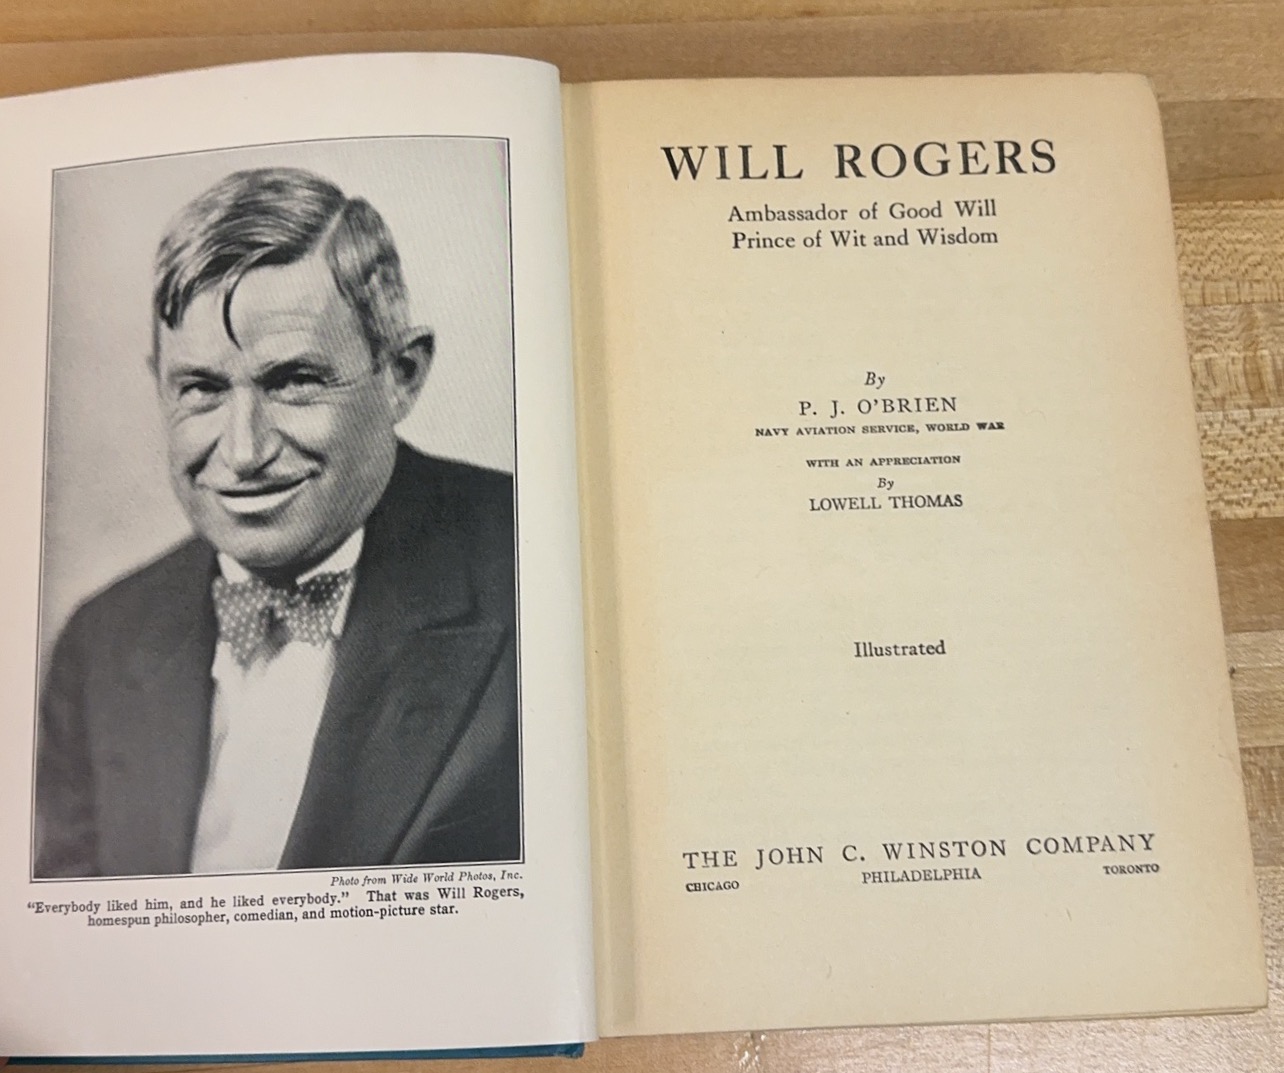 Photo from Wide World Photos, Inc.
“Everybody liked him, and he liked everybody.” That was Will Rogers,
homespun philosopher, comedian, and motion-picture star.
WILL ROGERS
Ambassador of Good Will
Prince of Wit and Wisdom
By
P. J. O’BRIEN
NAVY AVIATION SERVICE, WORLD WAR
WITH AN APPRECIATION
By
LOWELL THOMAS
Illustrated
THE JOHN C. WINSTON COMPANY
CHICAGO PHILADELPHIA TORONTO